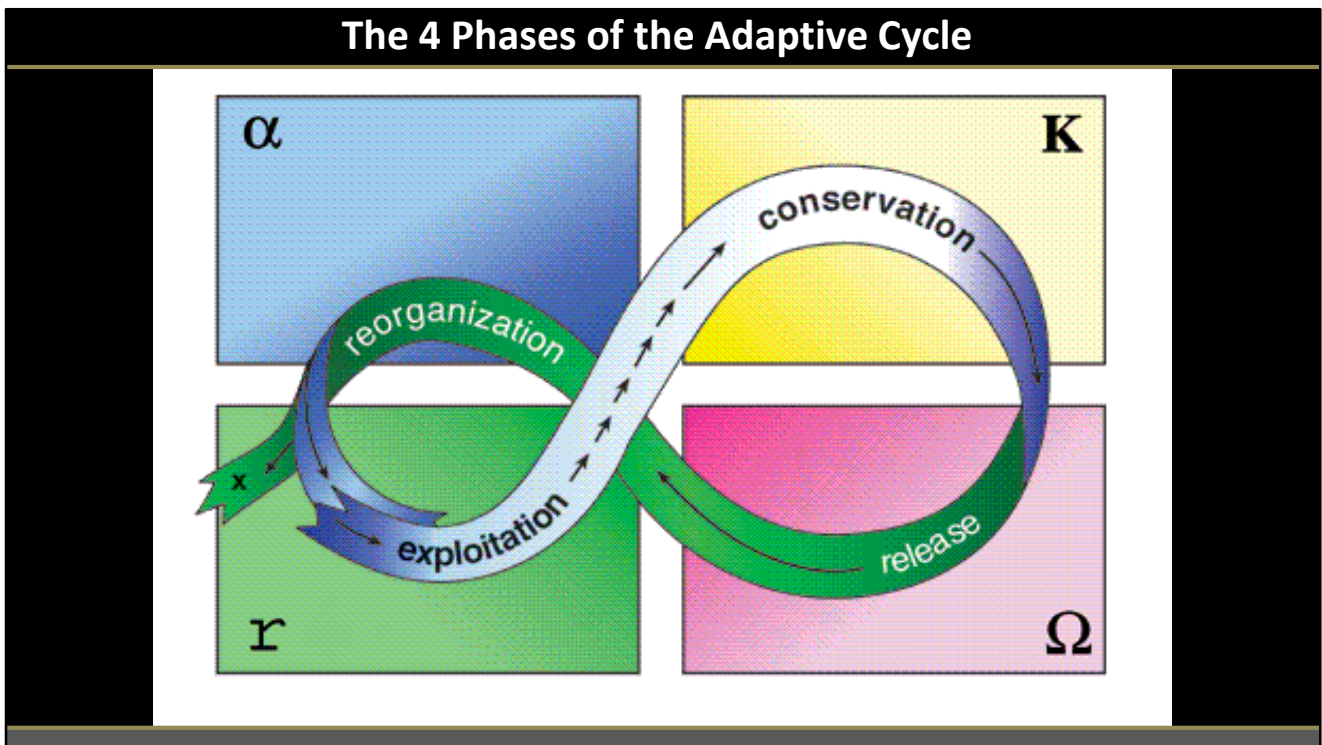 The 4 Phases of the Adaptive Cycle
α
K
conservation
reorganization
x
exploitation
release
r
Ω